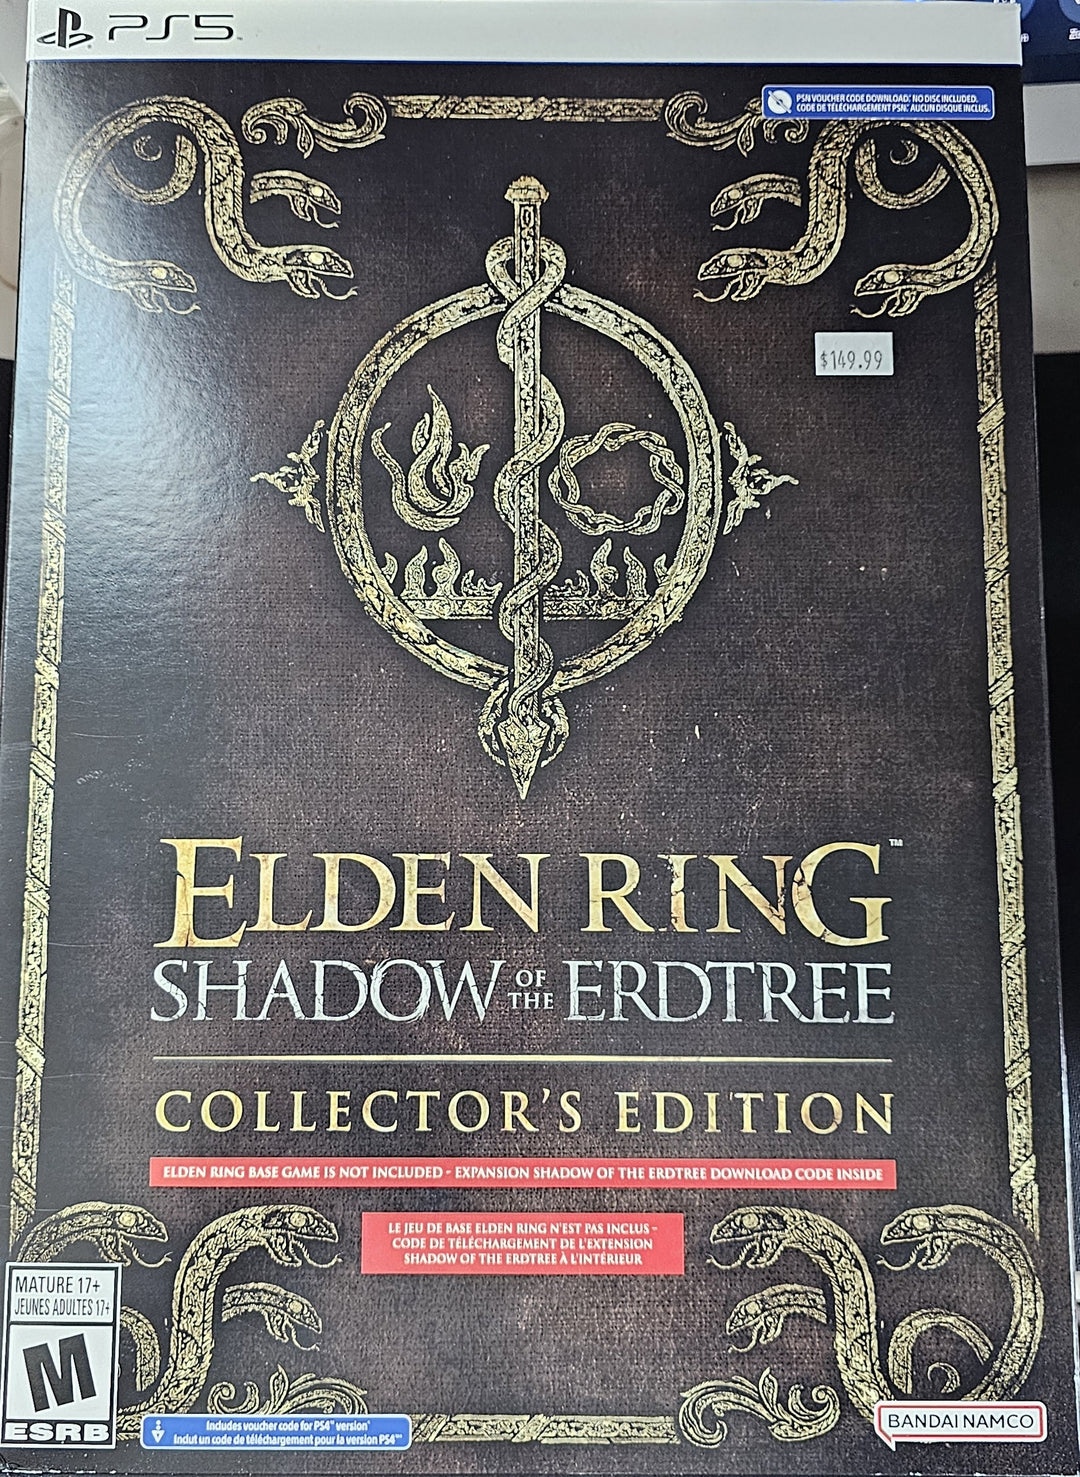 PS5
PSN VOUCHER CODE DOWNLOAD. NO DISC INCLUDED.
CODE DE TÉLÉCHARGEMENT PSN. AUCUN DISQUE INCLUS.
$149.99
ELDEN RING™
SHADOW OF THE ERDTREE
COLLECTOR'S EDITION
ELDEN RING BASE GAME IS NOT INCLUDED - EXPANSION SHADOW OF THE ERDTREE DOWNLOAD CODE INSIDE
LE JEU DE BASE ELDEN RING N'EST PAS INCLUS -
CODE DE TÉLÉCHARGEMENT DE L'EXTENSION
SHADOW OF THE ERDTREE À L'INTÉRIEUR
MATURE 17+
JEUNES ADULTES 17+
M
ESRB
Includes voucher code for PS4™ version*
Inclut un code de téléchargement pour la version PS4™*
BANDAI NAMCO